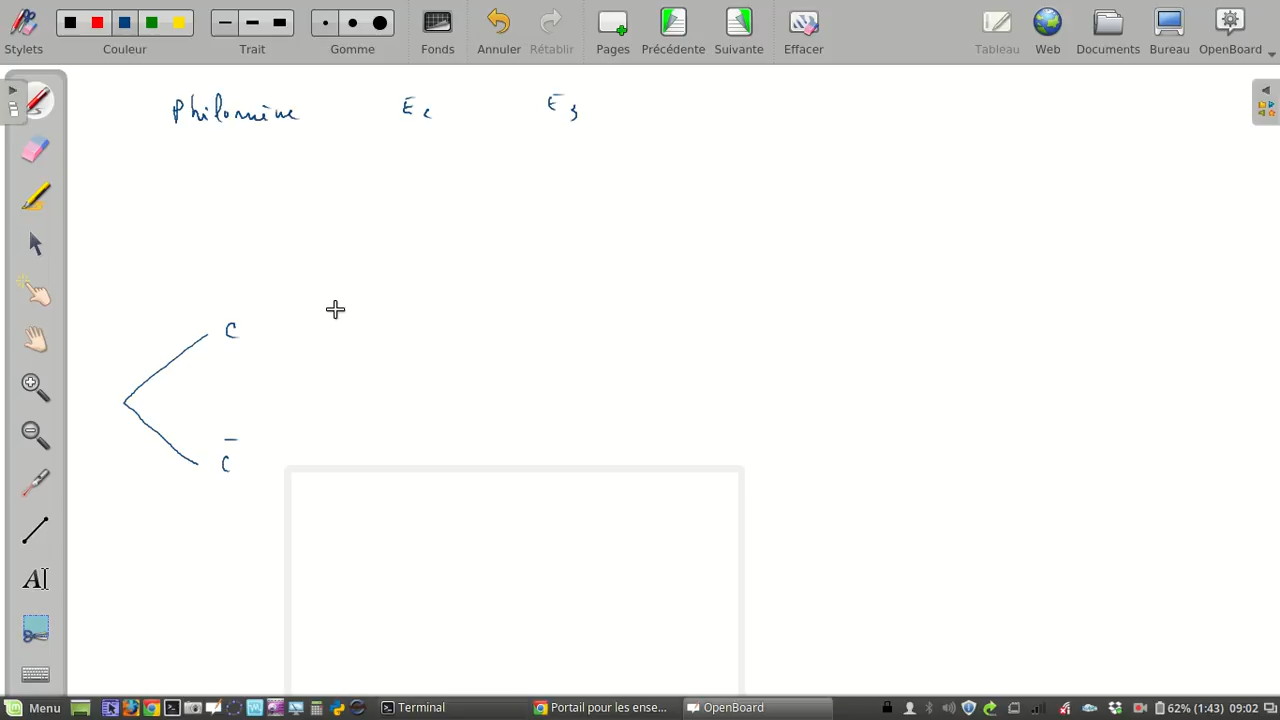 Stylets Couleur Trait Gomme Fonds Annuler Rétablir Pages Précédente Suivante Effacer Tableau Web Documents Bureau OpenBoard
Philomène E₂ E₃
C
C̅
Menu Terminal Portail pour les ense... OpenBoard 62% (1:43) 09:02